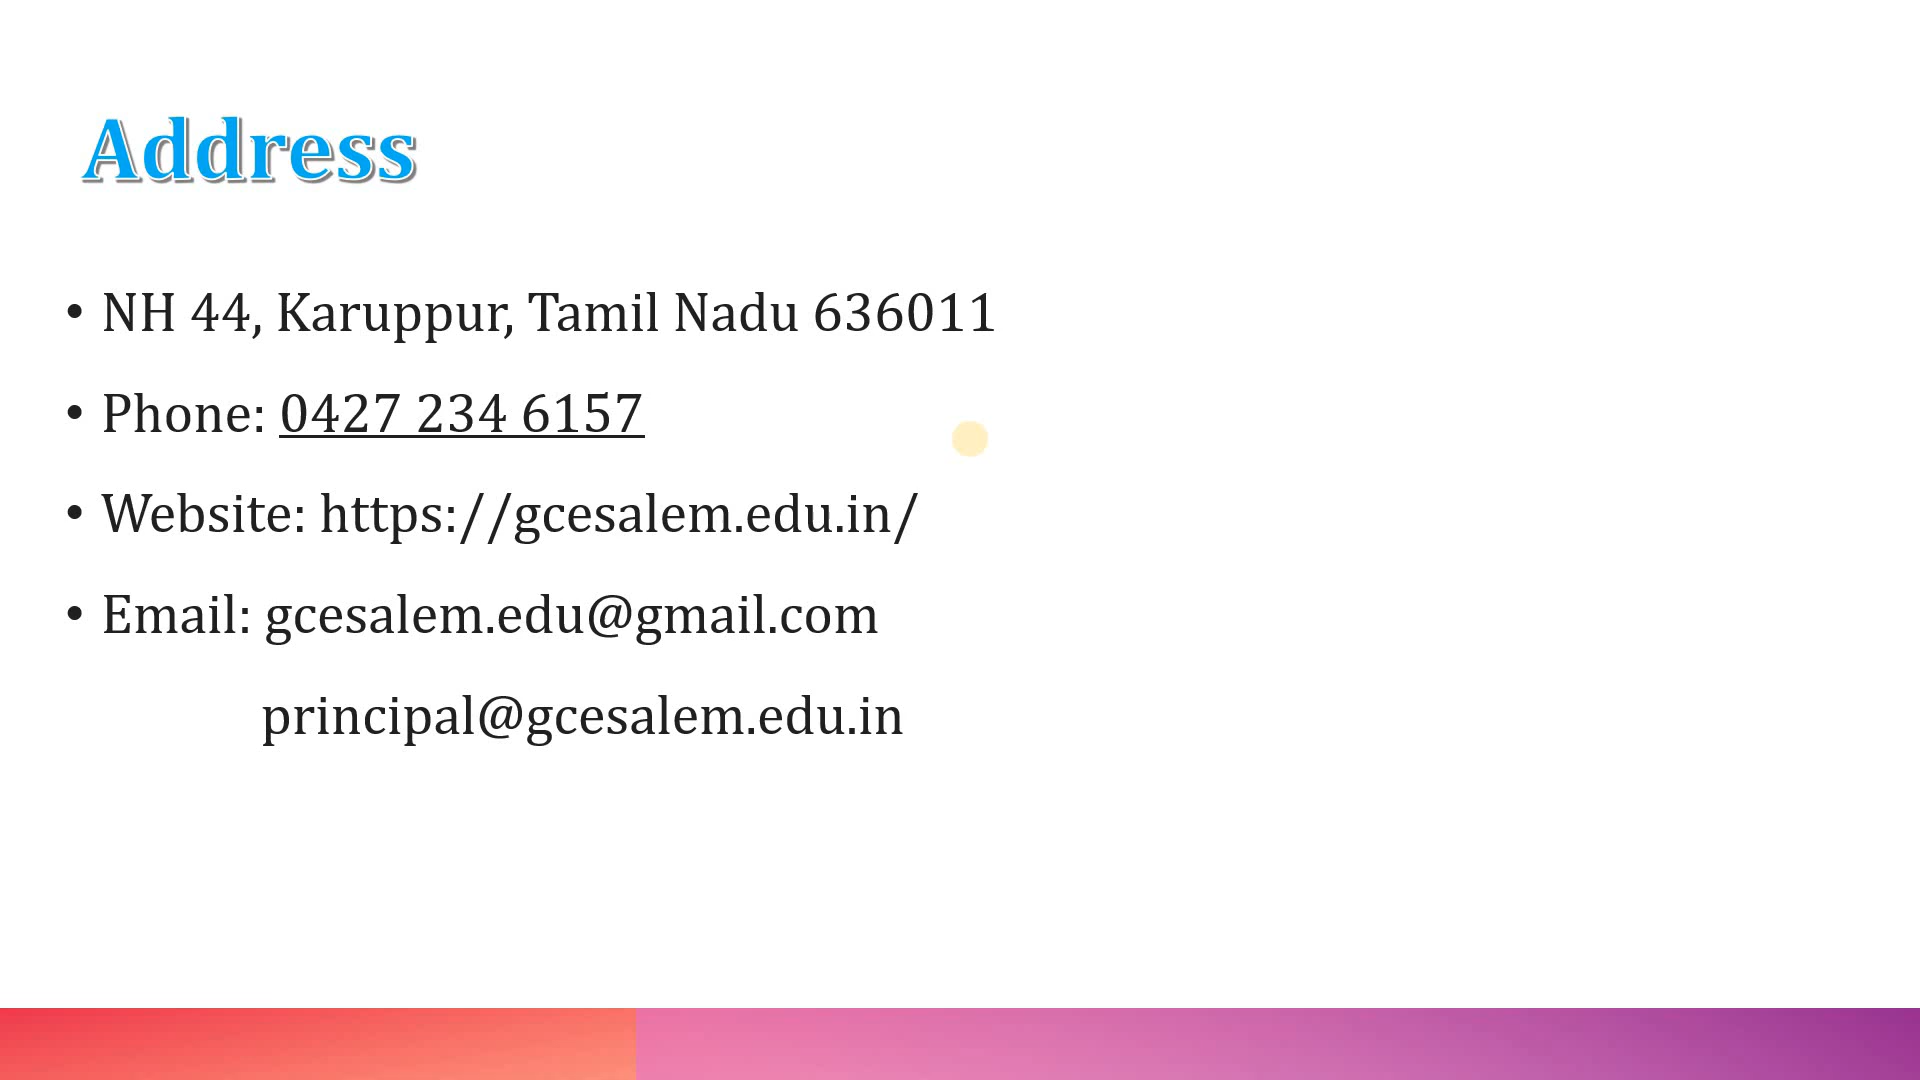 Address
• NH 44, Karuppur, Tamil Nadu 636011
• Phone: 0427 234 6157
• Website: https://gcesalem.edu.in/
• Email: gcesalem.edu@gmail.com
principal@gcesalem.edu.in